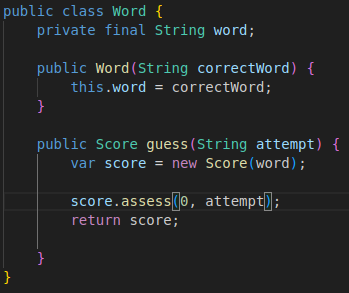 public class Word {
    private final String word;

    public Word(String correctWord) {
        this.word = correctWord;
    }

    public Score guess(String attempt) {
        var score = new Score(word);

        score.assess(0, attempt);
        return score;

    }
}